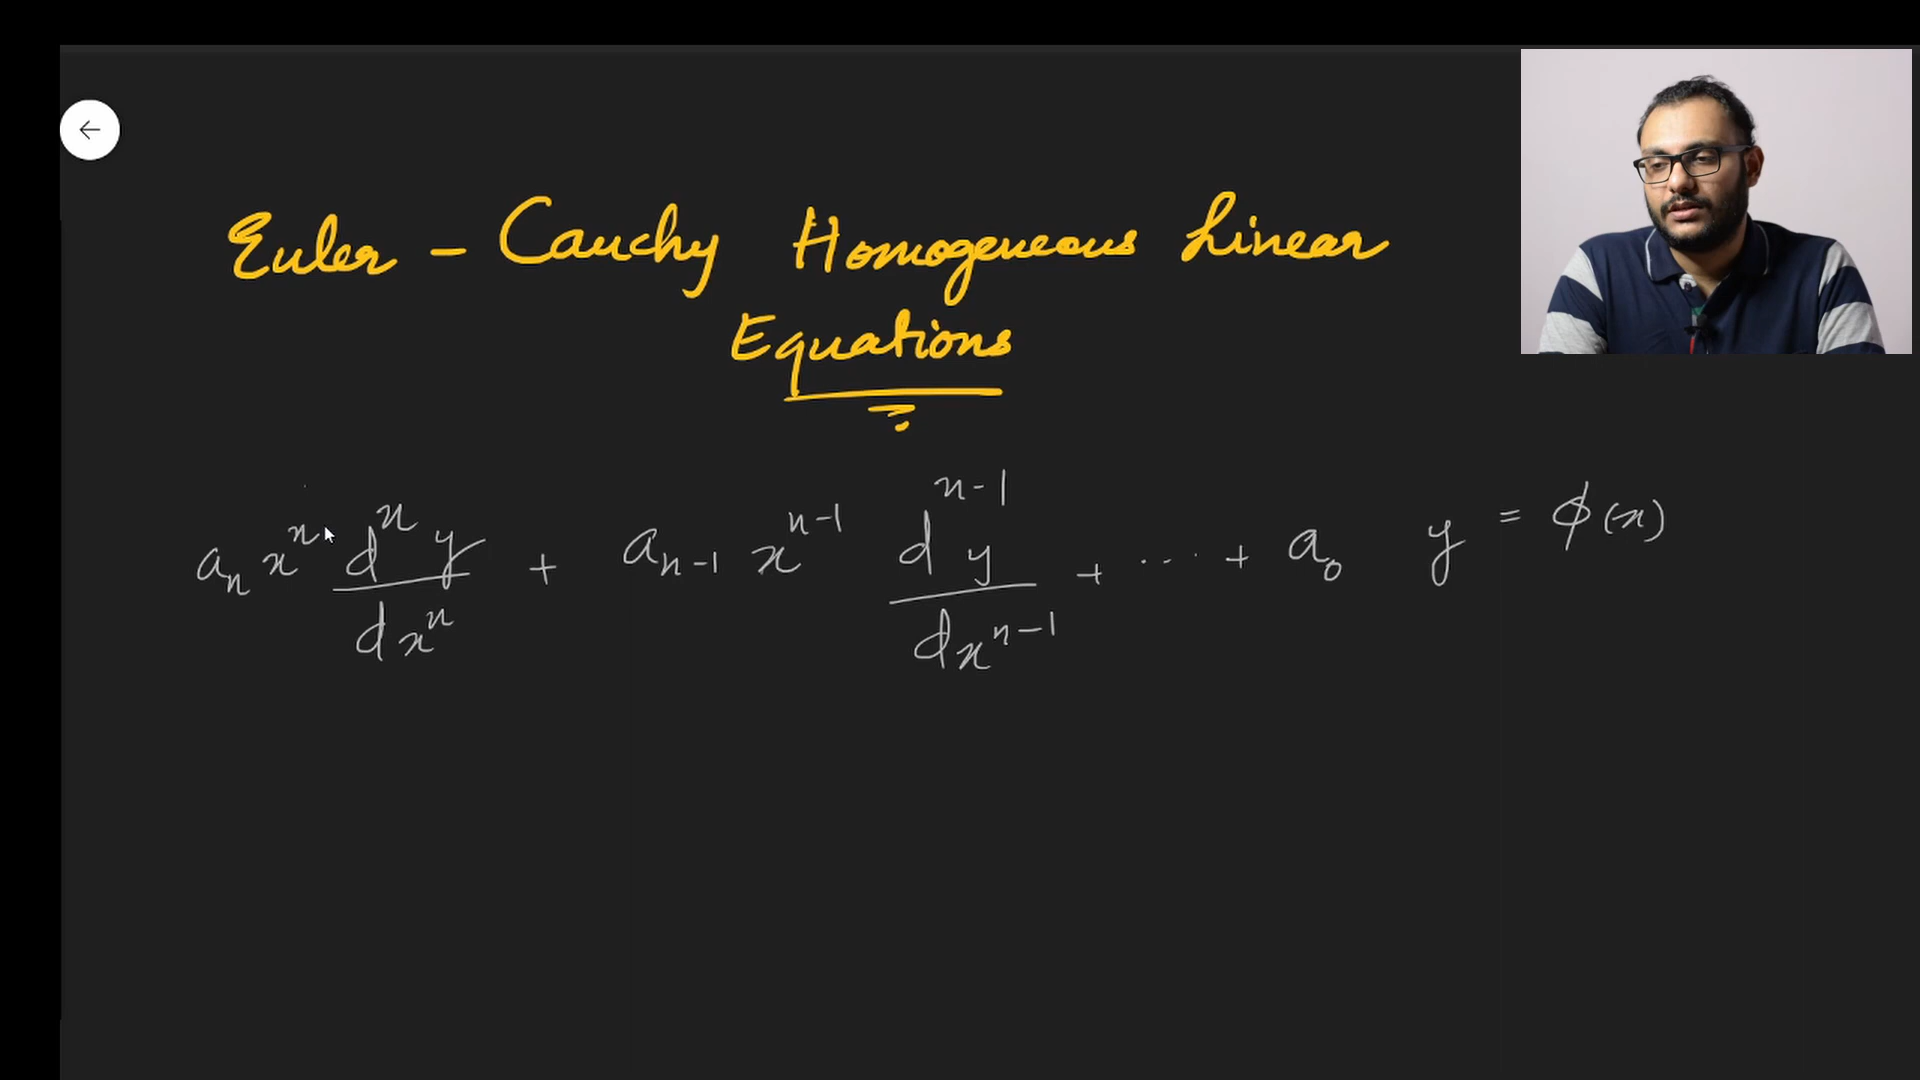 Euler - Cauchy Homogeneous Linear
Equations
aₙ xⁿ dⁿy/dxⁿ + aₙ₋₁ xⁿ⁻¹ dⁿ⁻¹y/dxⁿ⁻¹ + ... + a₀ y = ϕ(x)